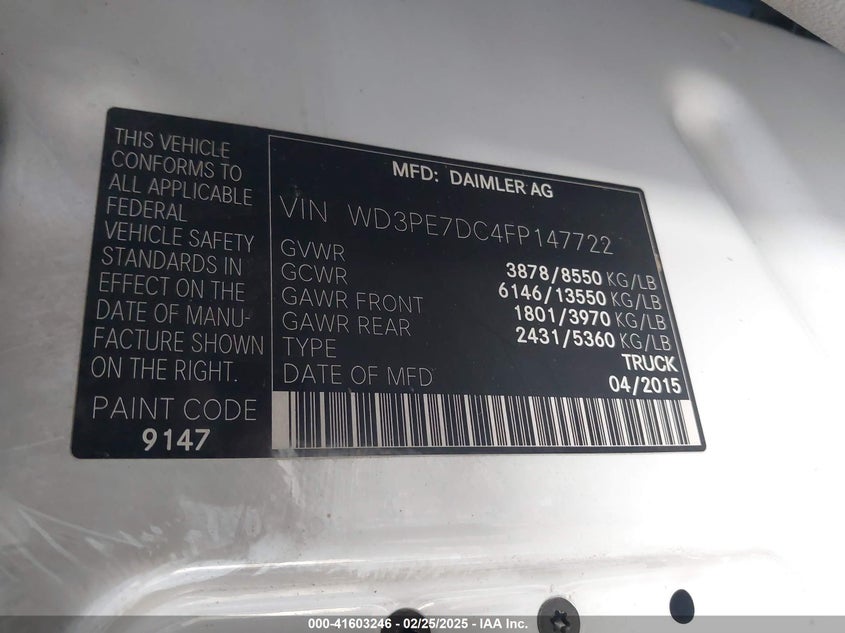 THIS VEHICLE
CONFORMS TO
ALL APPLICABLE
FEDERAL
VEHICLE SAFETY
STANDARDS IN
EFFECT ON THE
DATE OF MANU-
FACTURE SHOWN
ON THE RIGHT.
PAINT CODE
9147
MFD: DAIMLER AG
VIN WD3PE7DC4FP147722
GVWR 3878/8550 KG/LB
GCWR 6146/13550 KG/LB
GAWR FRONT 1801/3970 KG/LB
GAWR REAR 2431/5360 KG/LB
TYPE TRUCK
DATE OF MFD 04/2015
000-41603246 - 02/25/2025 - IAA Inc.